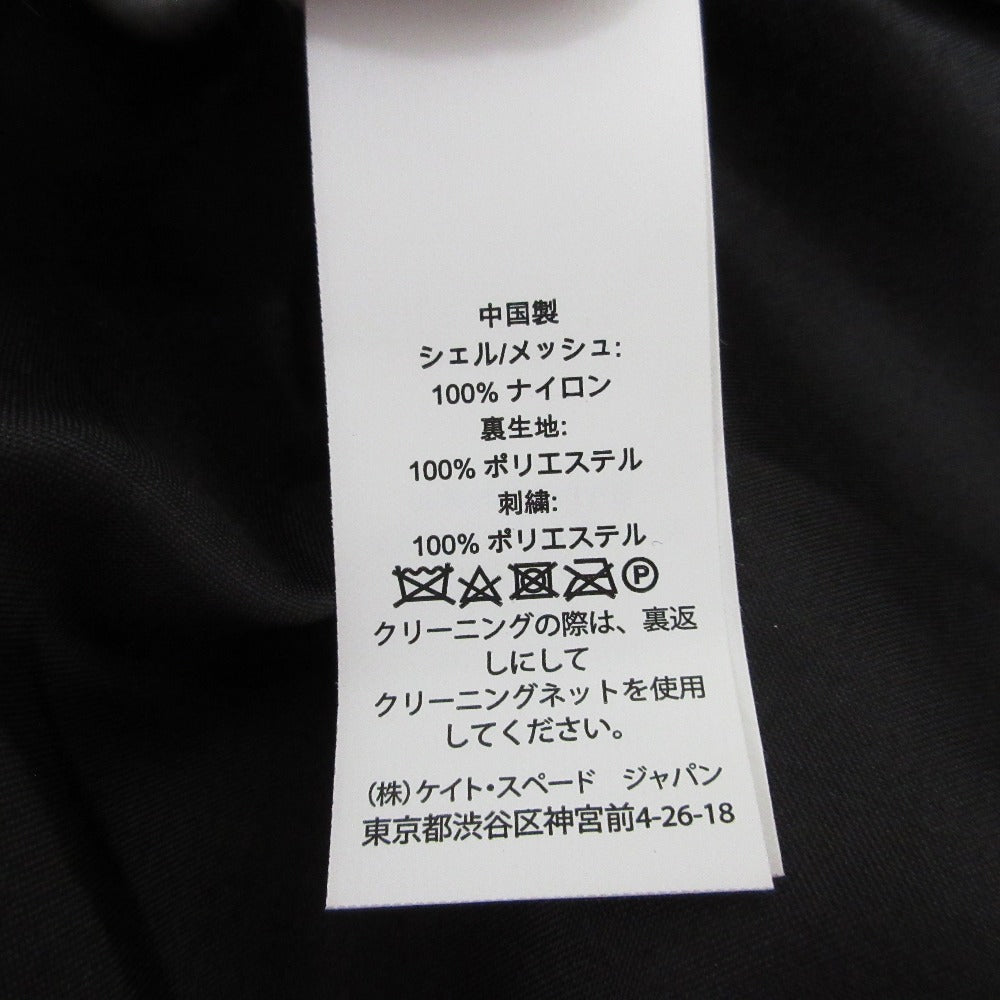 中国製
シェル/メッシュ:
100% ナイロン
裏生地:
100% ポリエステル
刺繍:
100% ポリエステル
P
クリーニングの際は、裏返
しにして
クリーニングネットを使用
してください。
(株)ケイト・スペード　ジャパン
東京都渋谷区神宮前4-26-18